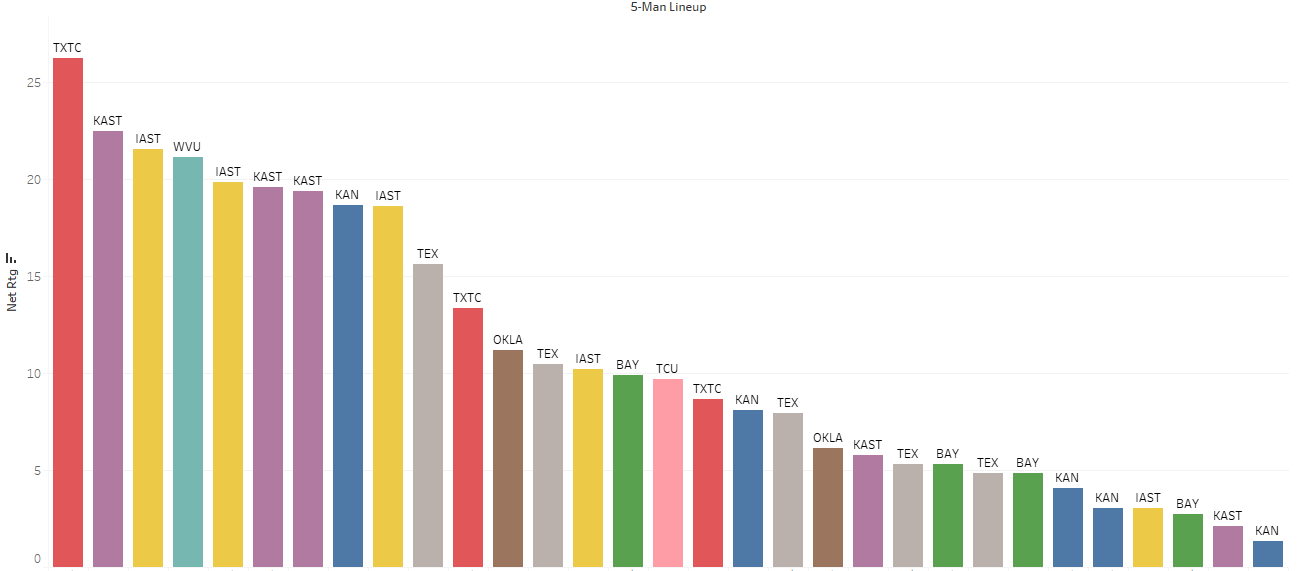 5-Man Lineup
TXTC
KAST
IAST
WVU
IAST
KAST
KAST
KAN
IAST
TEX
TXTC
OKLA
TEX
IAST
BAY
TCU
TXTC
KAN
TEX
OKLA
KAST
TEX
BAY
TEX
BAY
KAN
KAN
IAST
BAY
KAST
KAN
25
20
15
10
5
0
Net Rtg